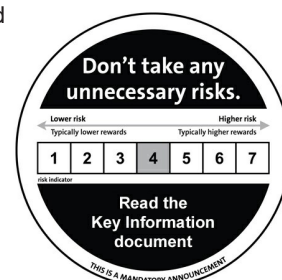 Don't take any
unnecessary risks.
Lower risk Higher risk
Typically lower rewards Typically higher rewards
1 2 3 4 5 6 7
risk indicator
Read the
Key Information
document
THIS IS A MANDATORY ANNOUNCEMENT